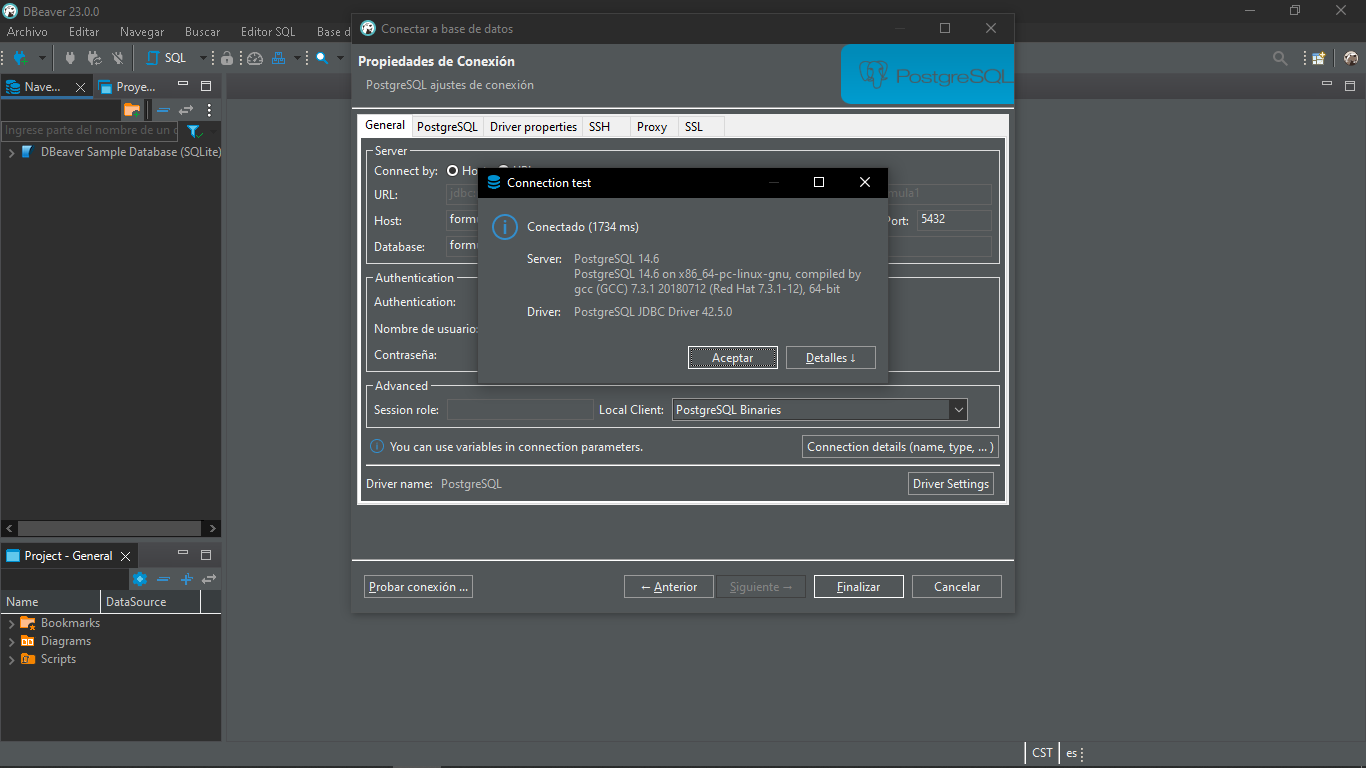 DBeaver 23.0.0
Archivo Editar Navegar Buscar Editor SQL Base d
SQL
Nave... Proye...
Ingrese parte del nombre de un
DBeaver Sample Database (SQLite)
Project - General
Name DataSource
Bookmarks
Diagrams
Scripts
Conectar a base de datos
Propiedades de Conexión
PostgreSQL ajustes de conexión
PostgreSQL
General PostgreSQL Driver properties SSH Proxy SSL
Server
Connect by:
URL:
Host: Port: 5432
Database:
Authentication
Authentication:
Nombre de usuario:
Contraseña:
Connection test
Conectado (1734 ms)
Server: PostgreSQL 14.6
PostgreSQL 14.6 on x86_64-pc-linux-gnu, compiled by
gcc (GCC) 7.3.1 20180712 (Red Hat 7.3.1-12), 64-bit
Driver: PostgreSQL JDBC Driver 42.5.0
Aceptar Detalles ↓
Advanced
Session role: Local Client: PostgreSQL Binaries
You can use variables in connection parameters. Connection details (name, type, ... )
Driver name: PostgreSQL Driver Settings
Probar conexión ... ← Anterior Siguiente → Finalizar Cancelar
CST es